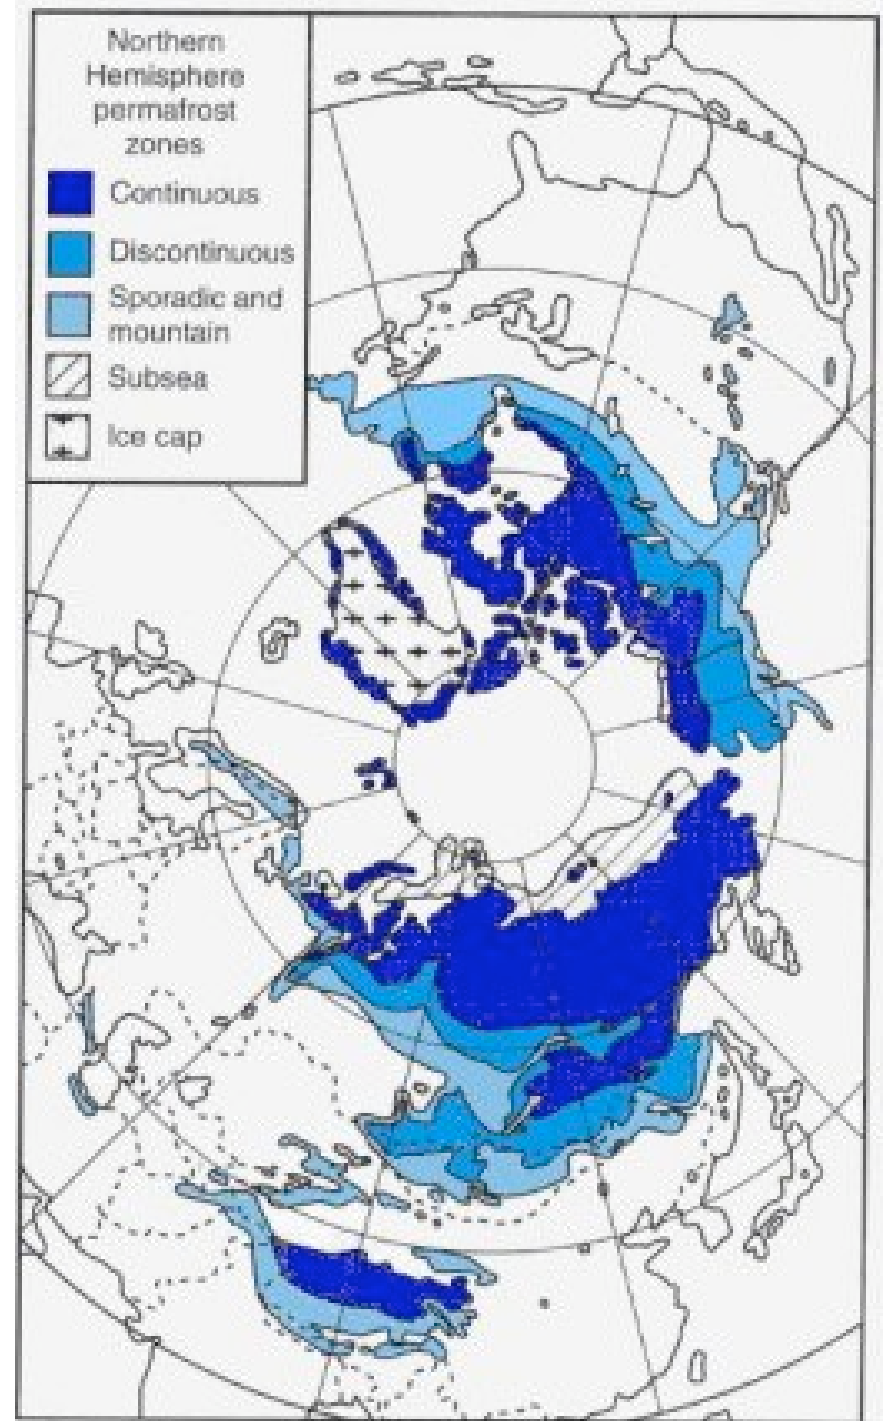 Northern
Hemisphere
permafrost
zones
Continuous
Discontinuous
Sporadic and
mountain
Subsea
Ice cap